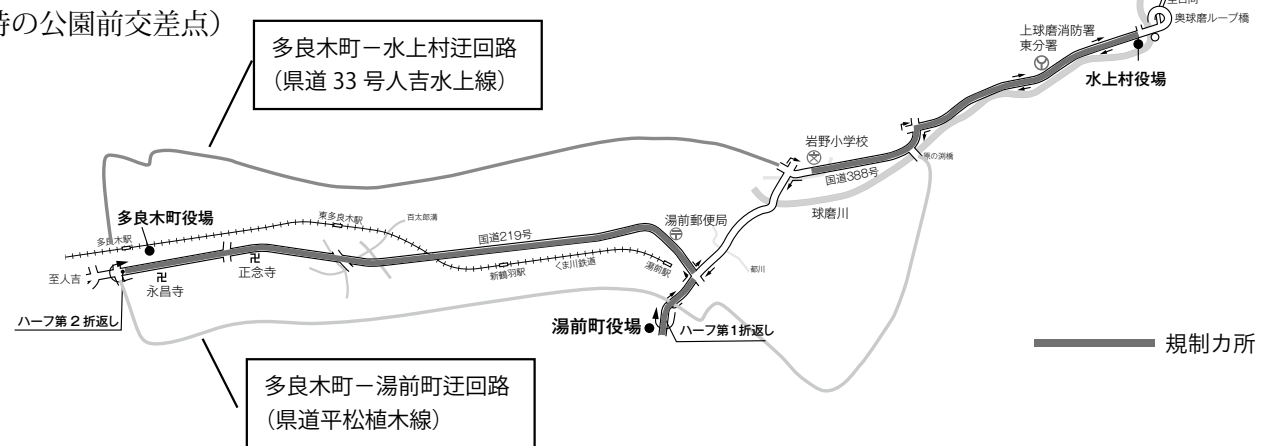 の公園前交差点）
多良木町－水上村迂回路
（県道 33 号人吉水上線）
奥球磨ループ橋
上球磨消防署
東分署
水上村役場
岩野小学校
国道388号
球磨川
多良木町役場
東多良木駅
百太郎溝
湯前郵便局
国道219号
多良木駅
正念寺
新鶴羽駅
くま川鉄道
湯前駅
都川
至人吉
永昌寺
ハーフ第２折返し
湯前町役場
ハーフ第1折返し
規制カ所
多良木町－湯前町迂回路
（県道平松植木線）